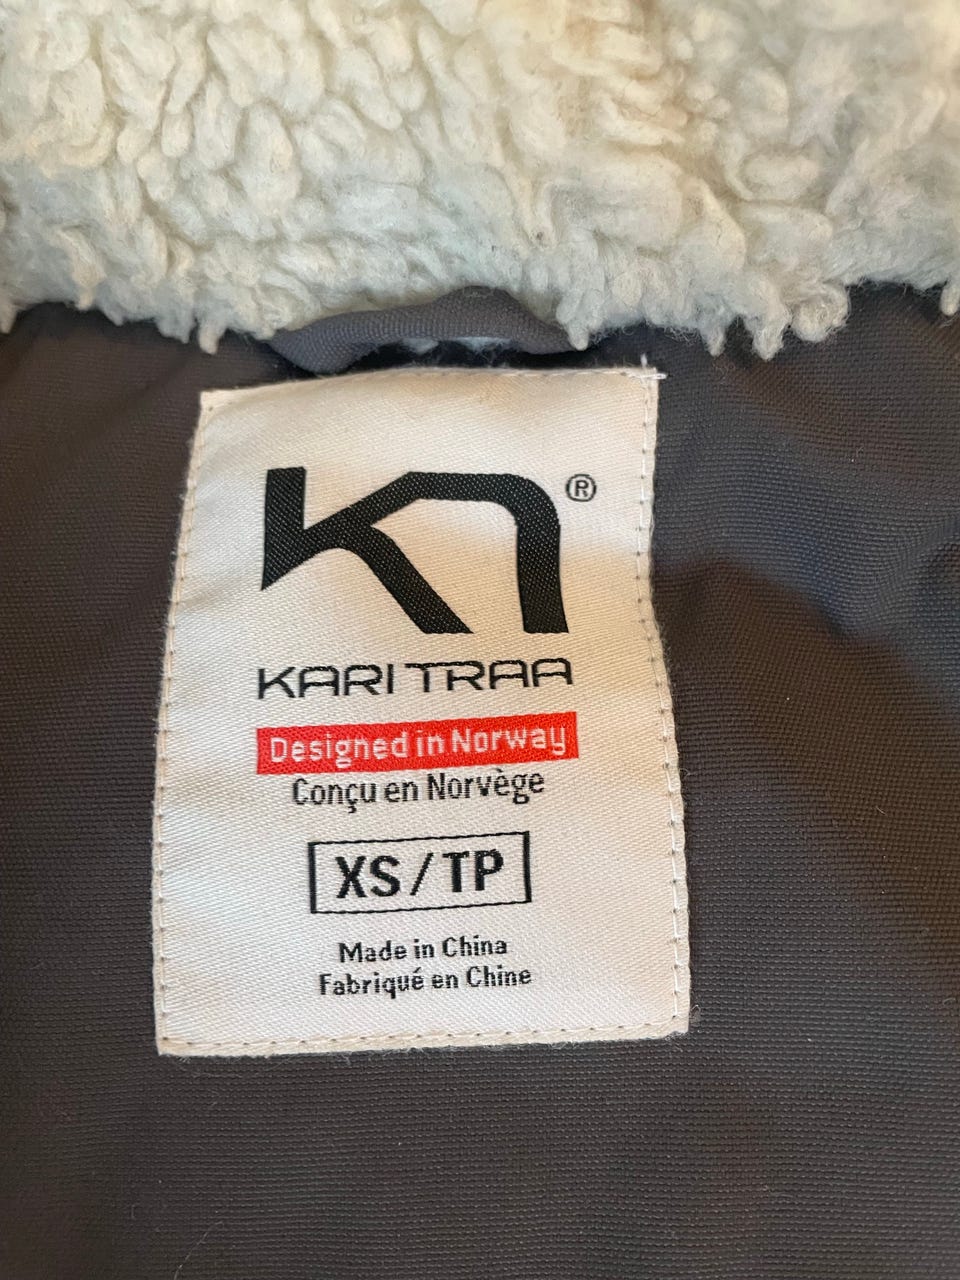 ®
KARI TRAA
Designed in Norway
Conçu en Norvège
XS/TP
Made in China
Fabriqué en Chine